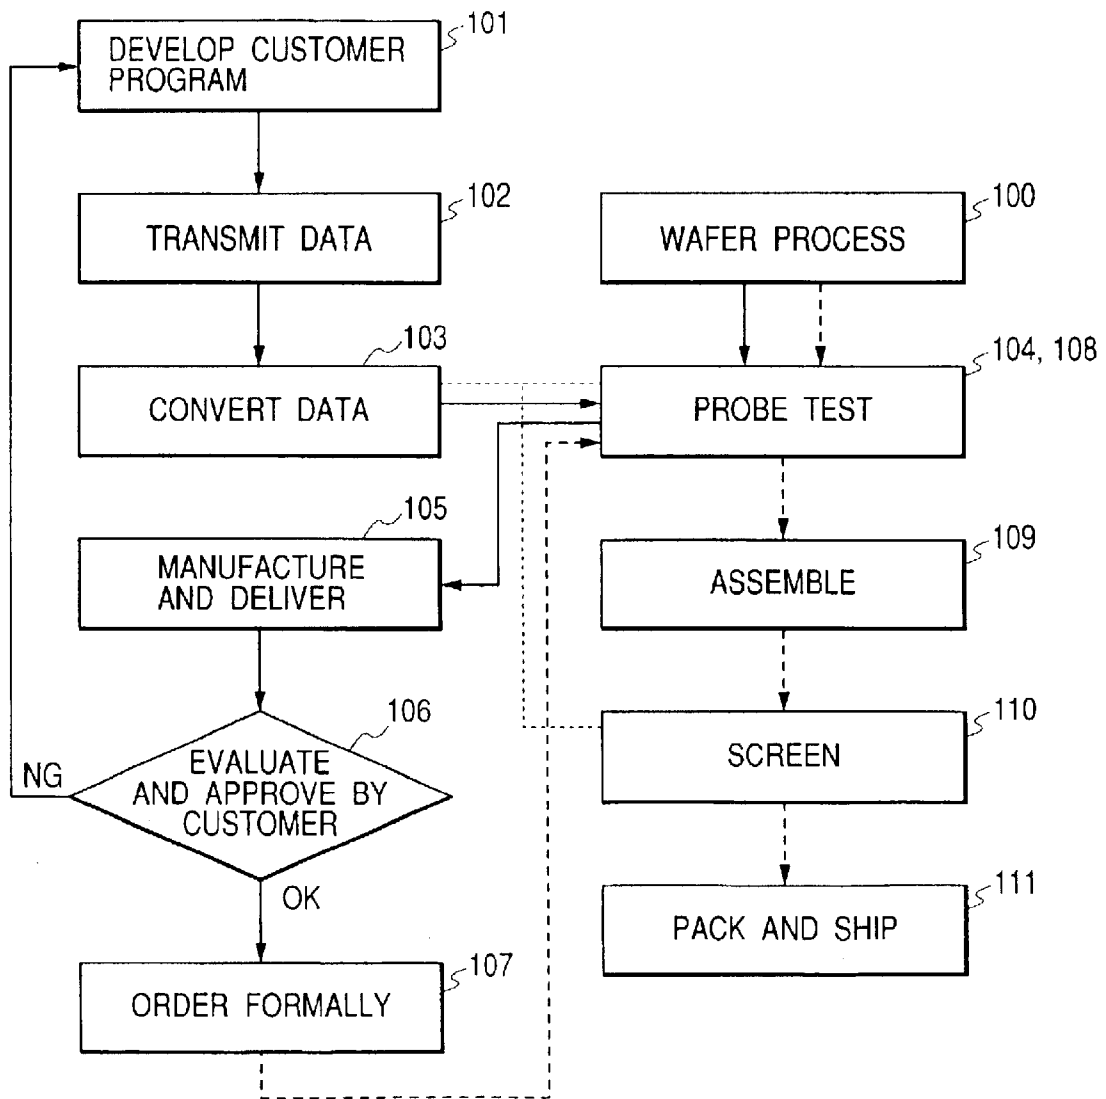 101
DEVELOP CUSTOMER
PROGRAM
102
TRANSMIT DATA
100
WAFER PROCESS
103
CONVERT DATA
104, 108
PROBE TEST
105
MANUFACTURE
AND DELIVER
109
ASSEMBLE
106
EVALUATE
AND APPROVE BY
CUSTOMER
NG
OK
110
SCREEN
111
PACK AND SHIP
107
ORDER FORMALLY